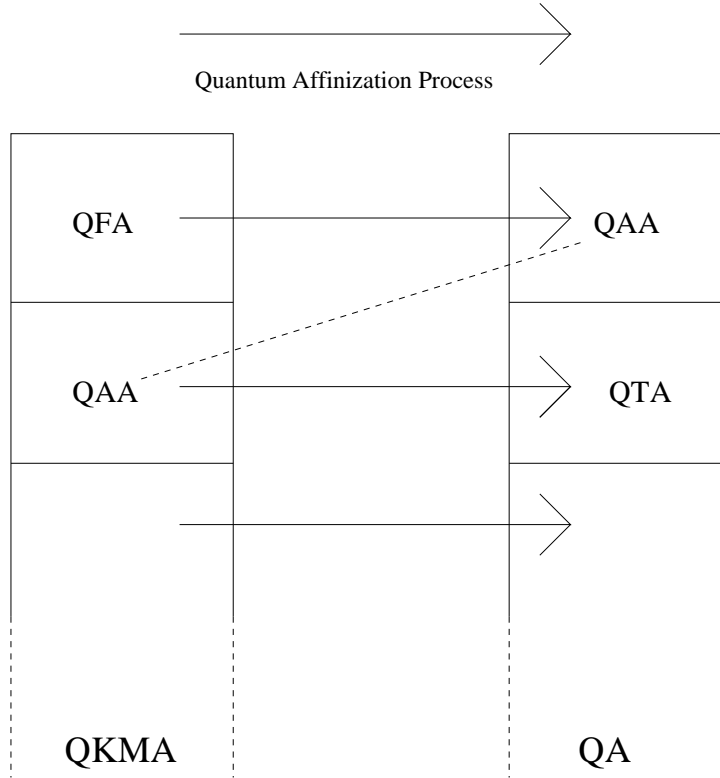 Quantum Affinization Process
QFA
QAA
QAA
QTA
QKMA
QA